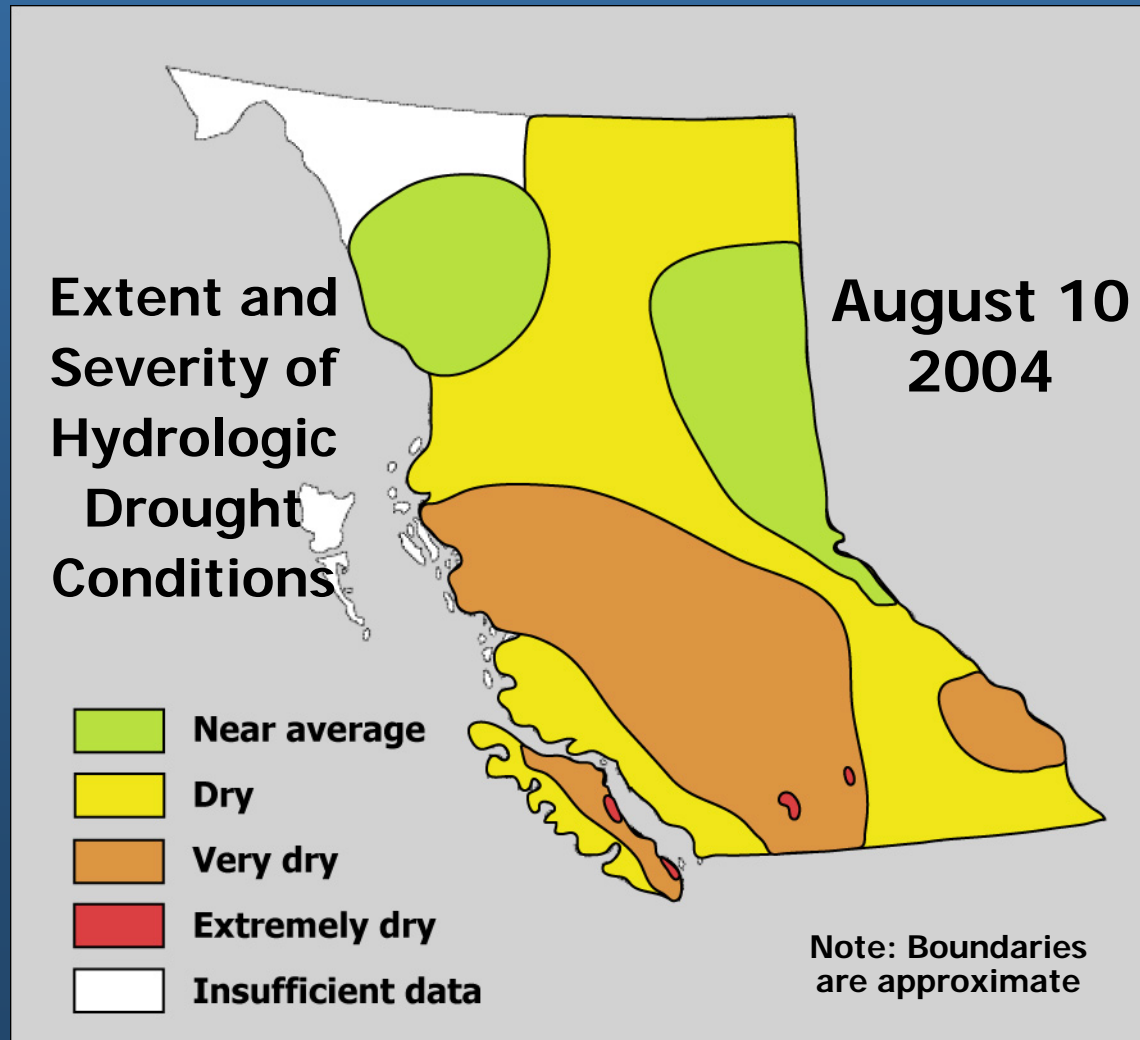 Extent and
Severity of
Hydrologic
Drought
Conditions
August 10
2004
Near average
Dry
Very dry
Extremely dry
Insufficient data
Note: Boundaries
are approximate